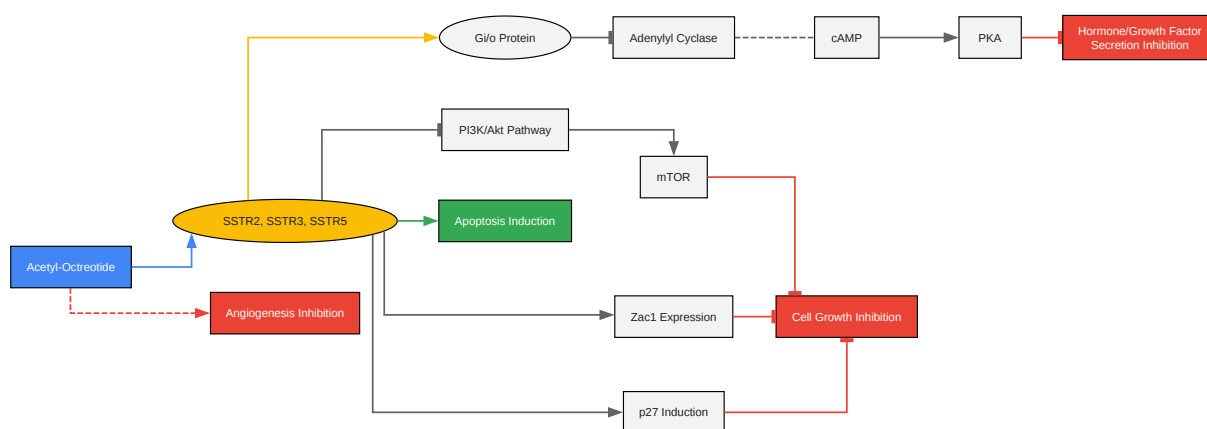 Gi/o Protein
Adenylyl Cyclase
cAMP
PKA
Hormone/Growth Factor
Secretion Inhibition
PI3K/Akt Pathway
mTOR
SSTR2, SSTR3, SSTR5
Apoptosis Induction
Acetyl-Octreotide
Angiogenesis Inhibition
Zac1 Expression
Cell Growth Inhibition
p27 Induction